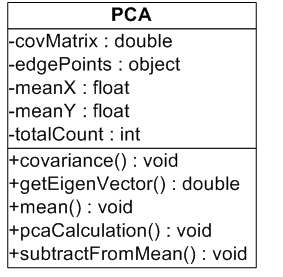 PCA
-covMatrix : double
-edgePoints : object
-meanX : float
-meanY : float
-totalCount : int
+covariance() : void
+getEigenVector() : double
+mean() : void
+pcaCalculation() : void
+subtractFromMean() : void